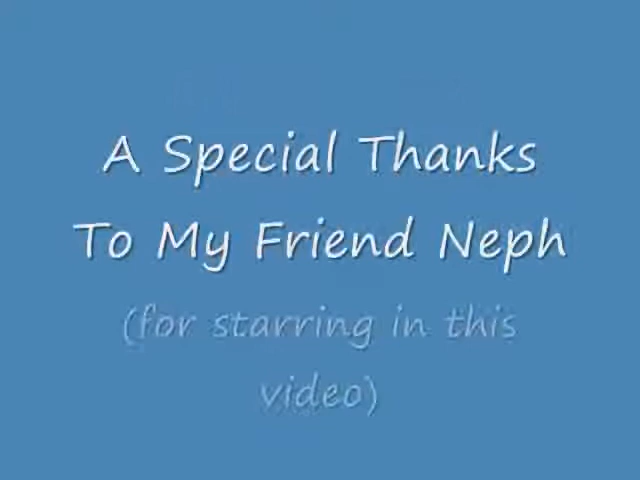 A Special Thanks
To My Friend Neph
(for starring in this
video)